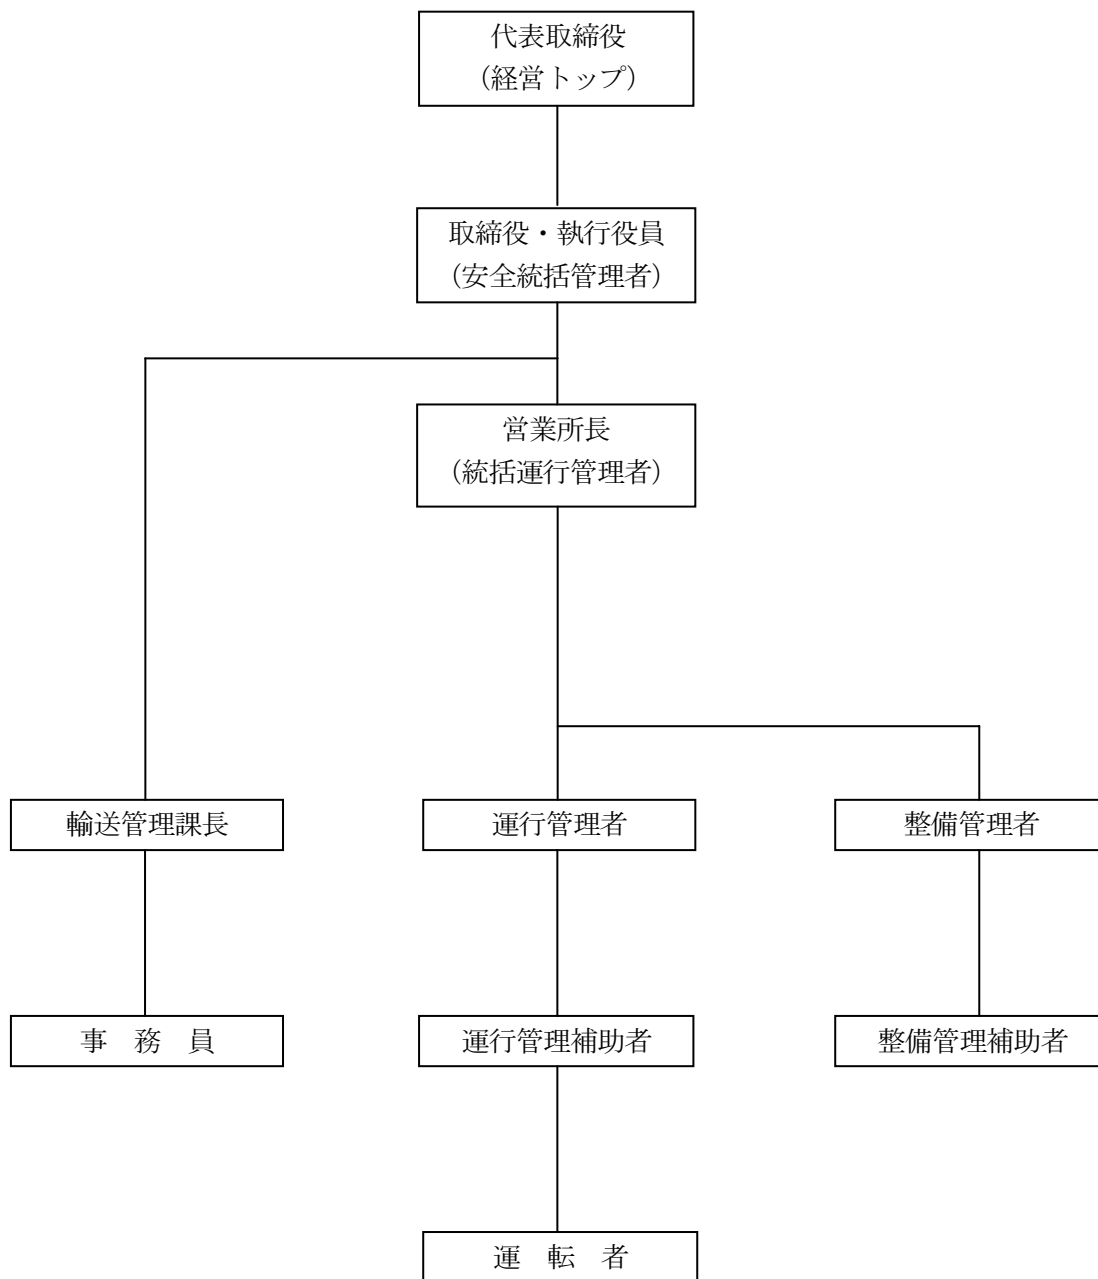 代表取締役
（経営トップ）
取締役・執行役員
（安全統括管理者）
営業所長
（統括運行管理者）
輸送管理課長
運行管理者
整備管理者
事　務　員
運行管理補助者
整備管理補助者
運　転　者